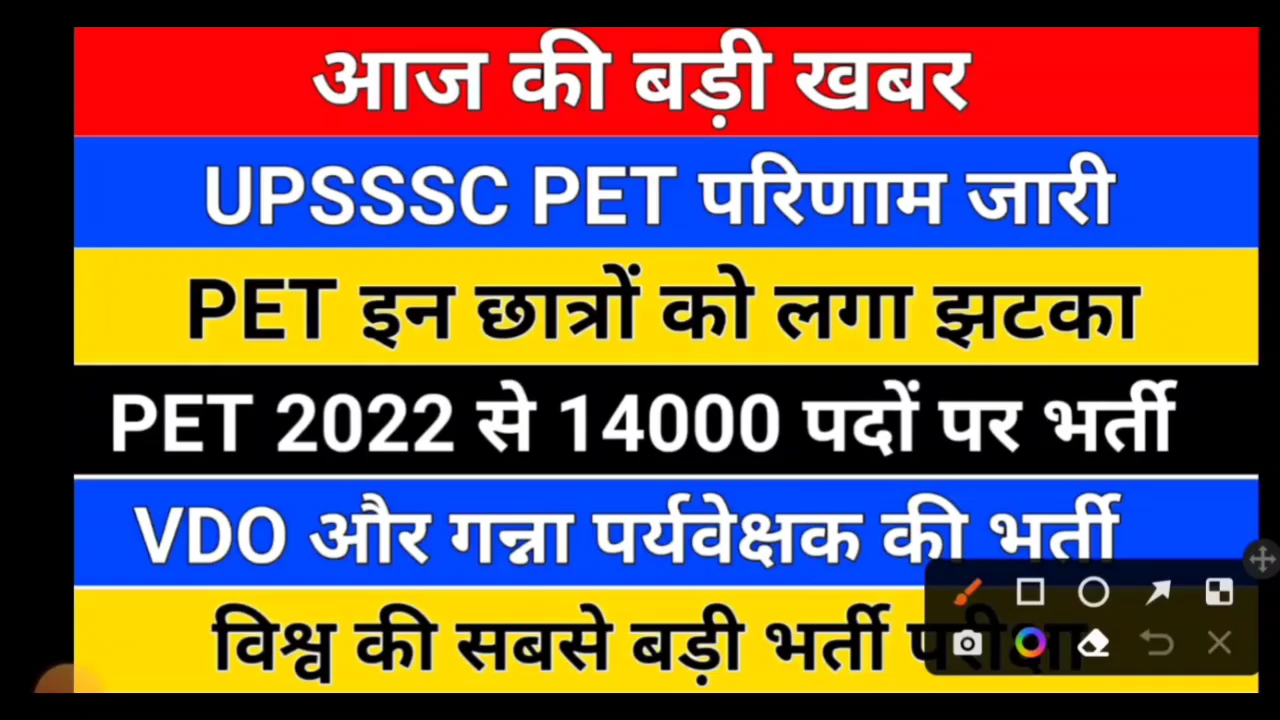 आज की बड़ी खबर
UPSSSC PET परिणाम जारी
PET इन छात्रों को लगा झटका
PET 2022 से 14000 पदों पर भर्ती
VDO और गन्ना पर्यवेक्षक की भर्ती
विश्व की सबसे बड़ी भर्ती परीक्षा